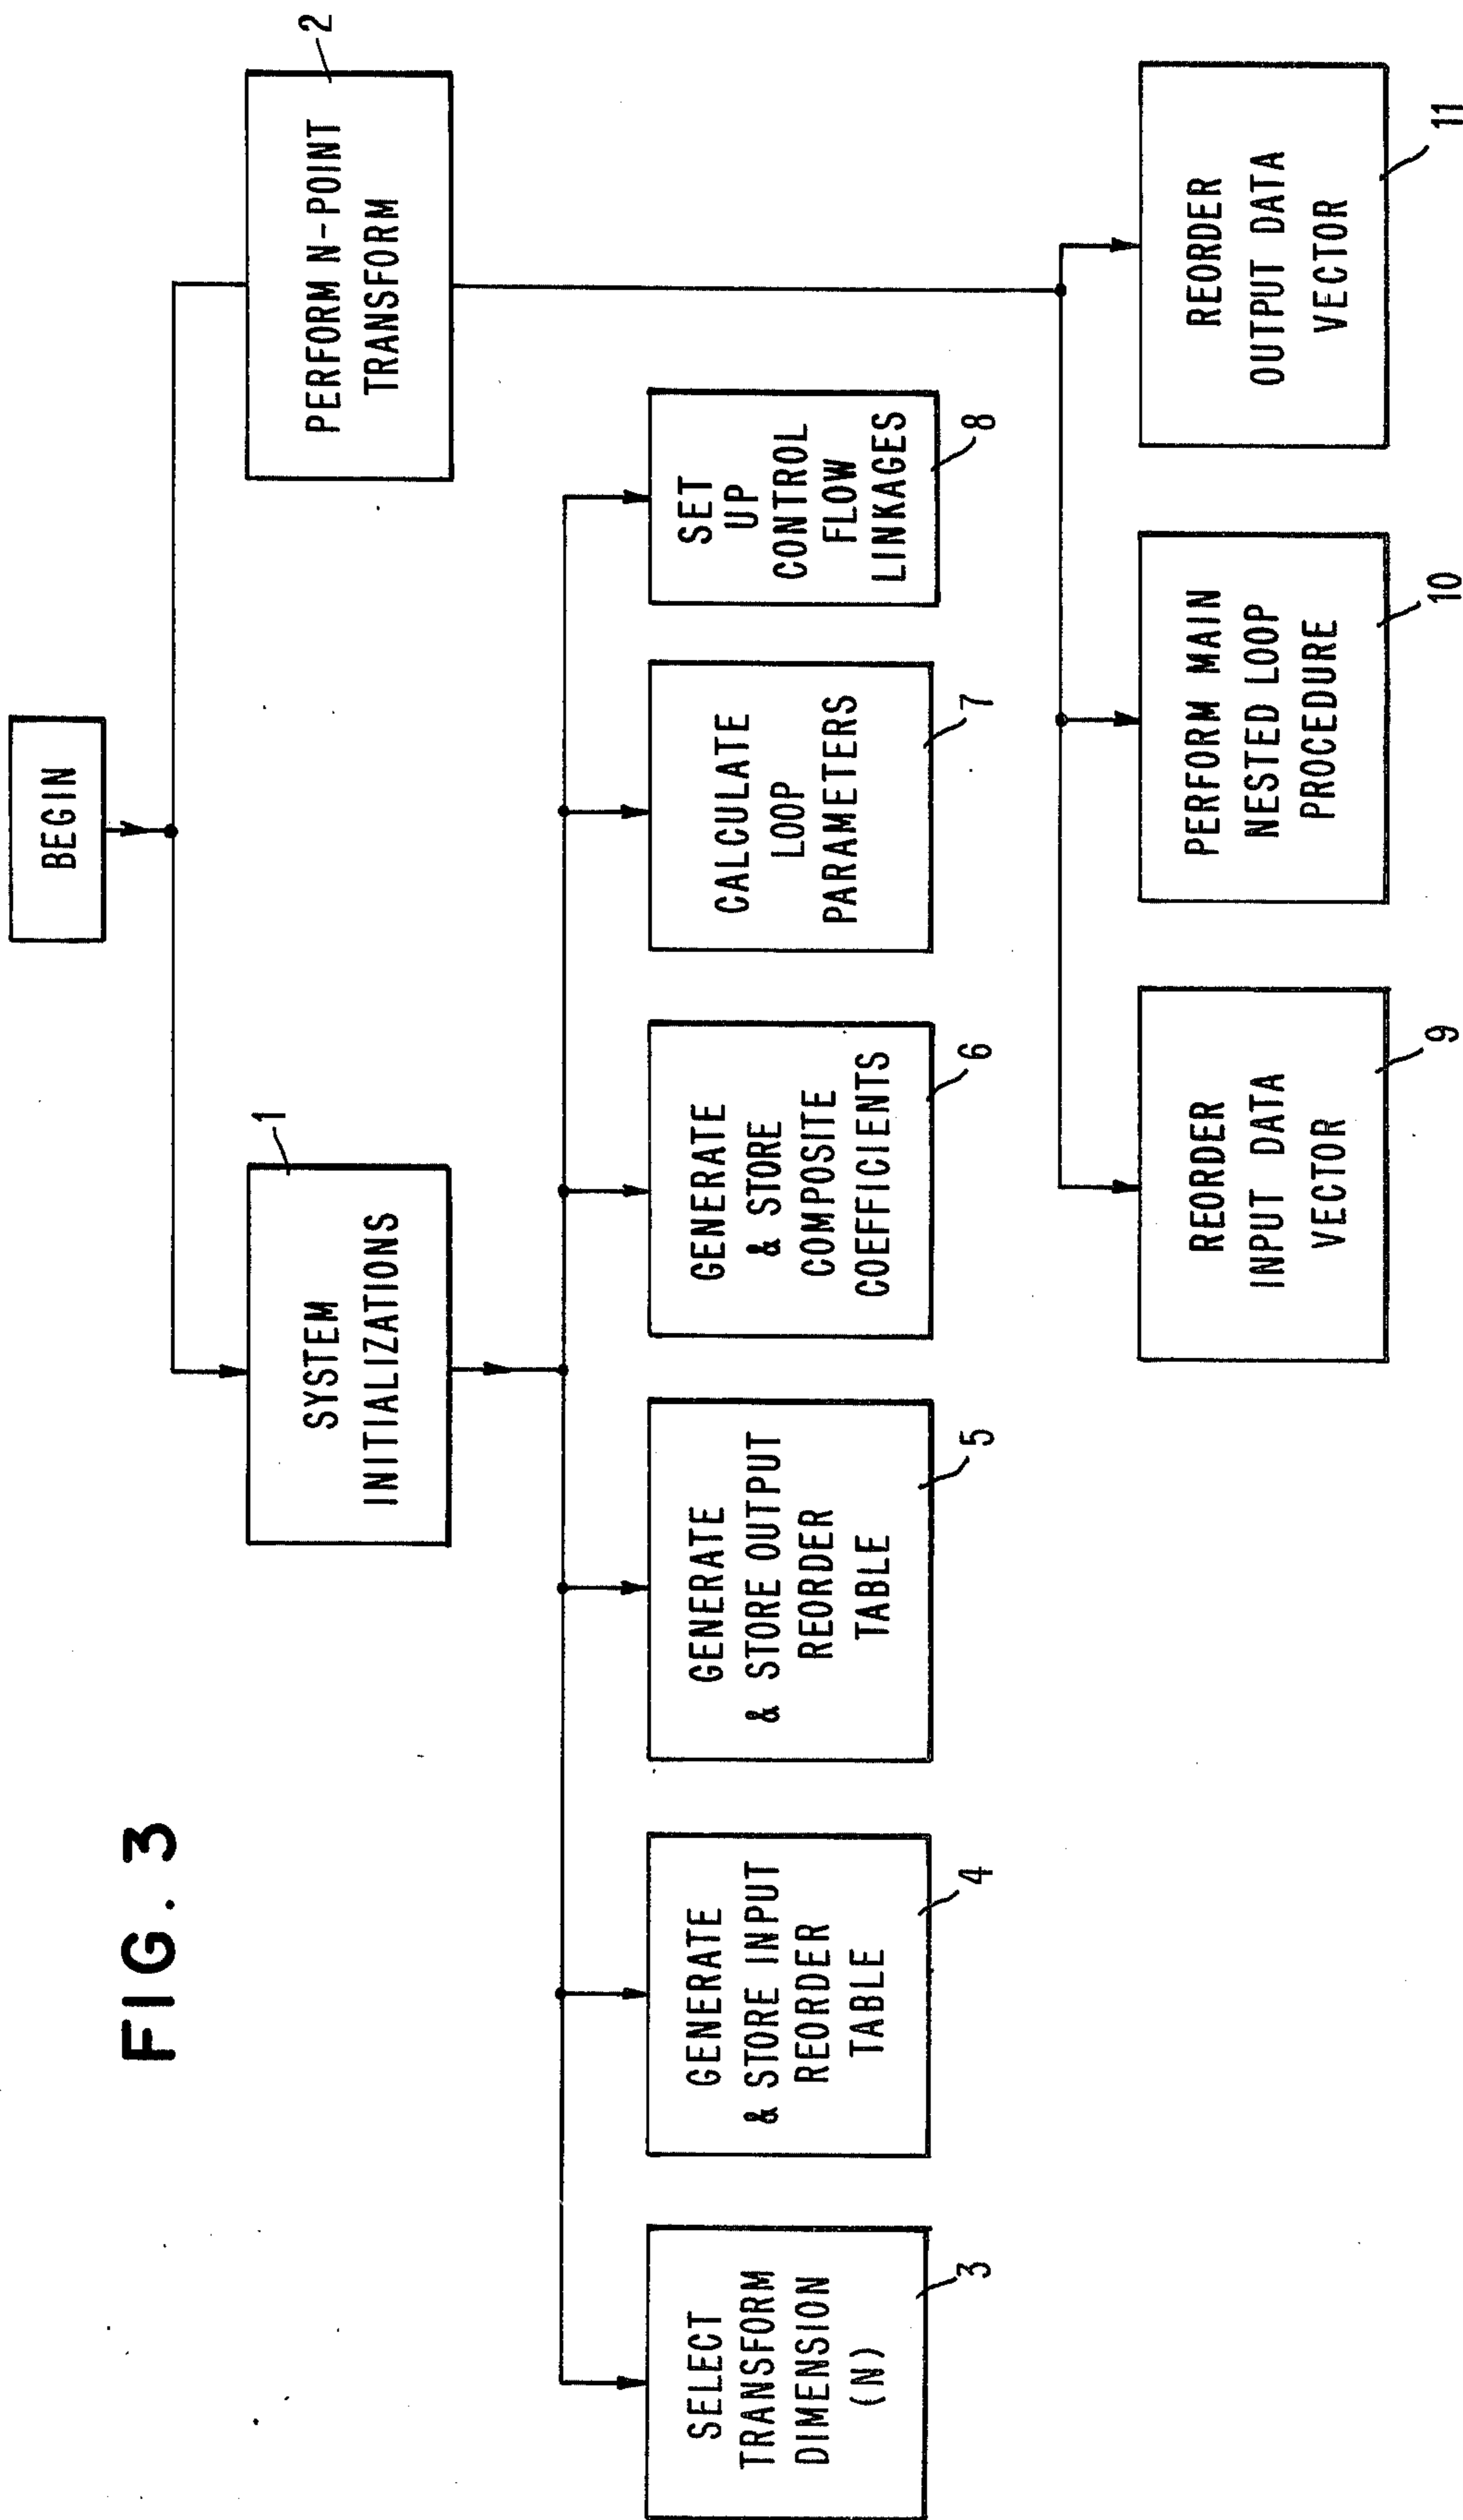 FIG. 3
BEGIN
1
SYSTEM
INITIALIZATIONS
2
PERFORM N-POINT
TRANSFORM
SELECT
TRANSFORM
DIMENSION
(N)
3
GENERATE
& STORE INPUT
REORDER
TABLE
4
GENERATE
& STORE OUTPUT
REORDER
TABLE
5
GENERATE
& STORE
COMPOSITE
COEFFICIENTS
6
CALCULATE
LOOP
PARAMETERS
7
SET
UP
CONTROL
FLOW
LINKAGES
8
REORDER
INPUT DATA
VECTOR
9
PERFORM MAIN
NESTED LOOP
PROCEDURE
10
REORDER
OUTPUT DATA
VECTOR
11